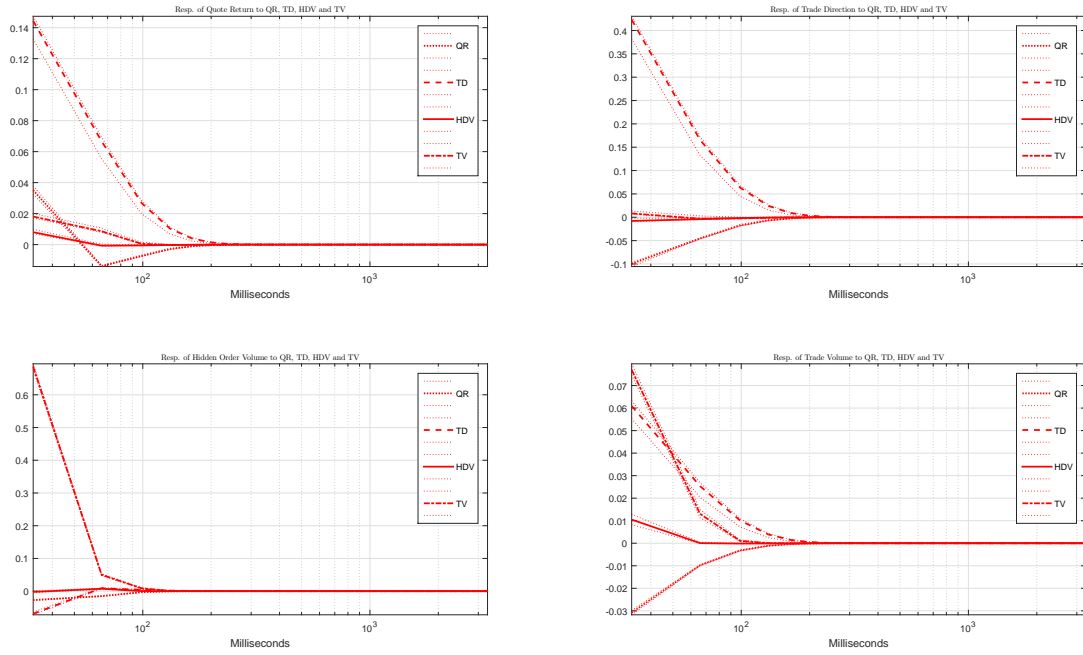 Resp. of Quote Return to QR, TD, HDV and TV
0.14
0.12
0.1
0.08
0.06
0.04
0.02
0
QR
TD
HDV
TV
10²
10³
Milliseconds
Resp. of Trade Direction to QR, TD, HDV and TV
0.4
0.35
0.3
0.25
0.2
0.15
0.1
0.05
0
-0.05
-0.1
QR
TD
HDV
TV
10²
10³
Milliseconds
Resp. of Hidden Order Volume to QR, TD, HDV and TV
0.6
0.5
0.4
0.3
0.2
0.1
0
QR
TD
HDV
TV
10²
10³
Milliseconds
Resp. of Trade Volume to QR, TD, HDV and TV
0.07
0.06
0.05
0.04
0.03
0.02
0.01
0
-0.01
-0.02
-0.03
QR
TD
HDV
TV
10²
10³
Milliseconds